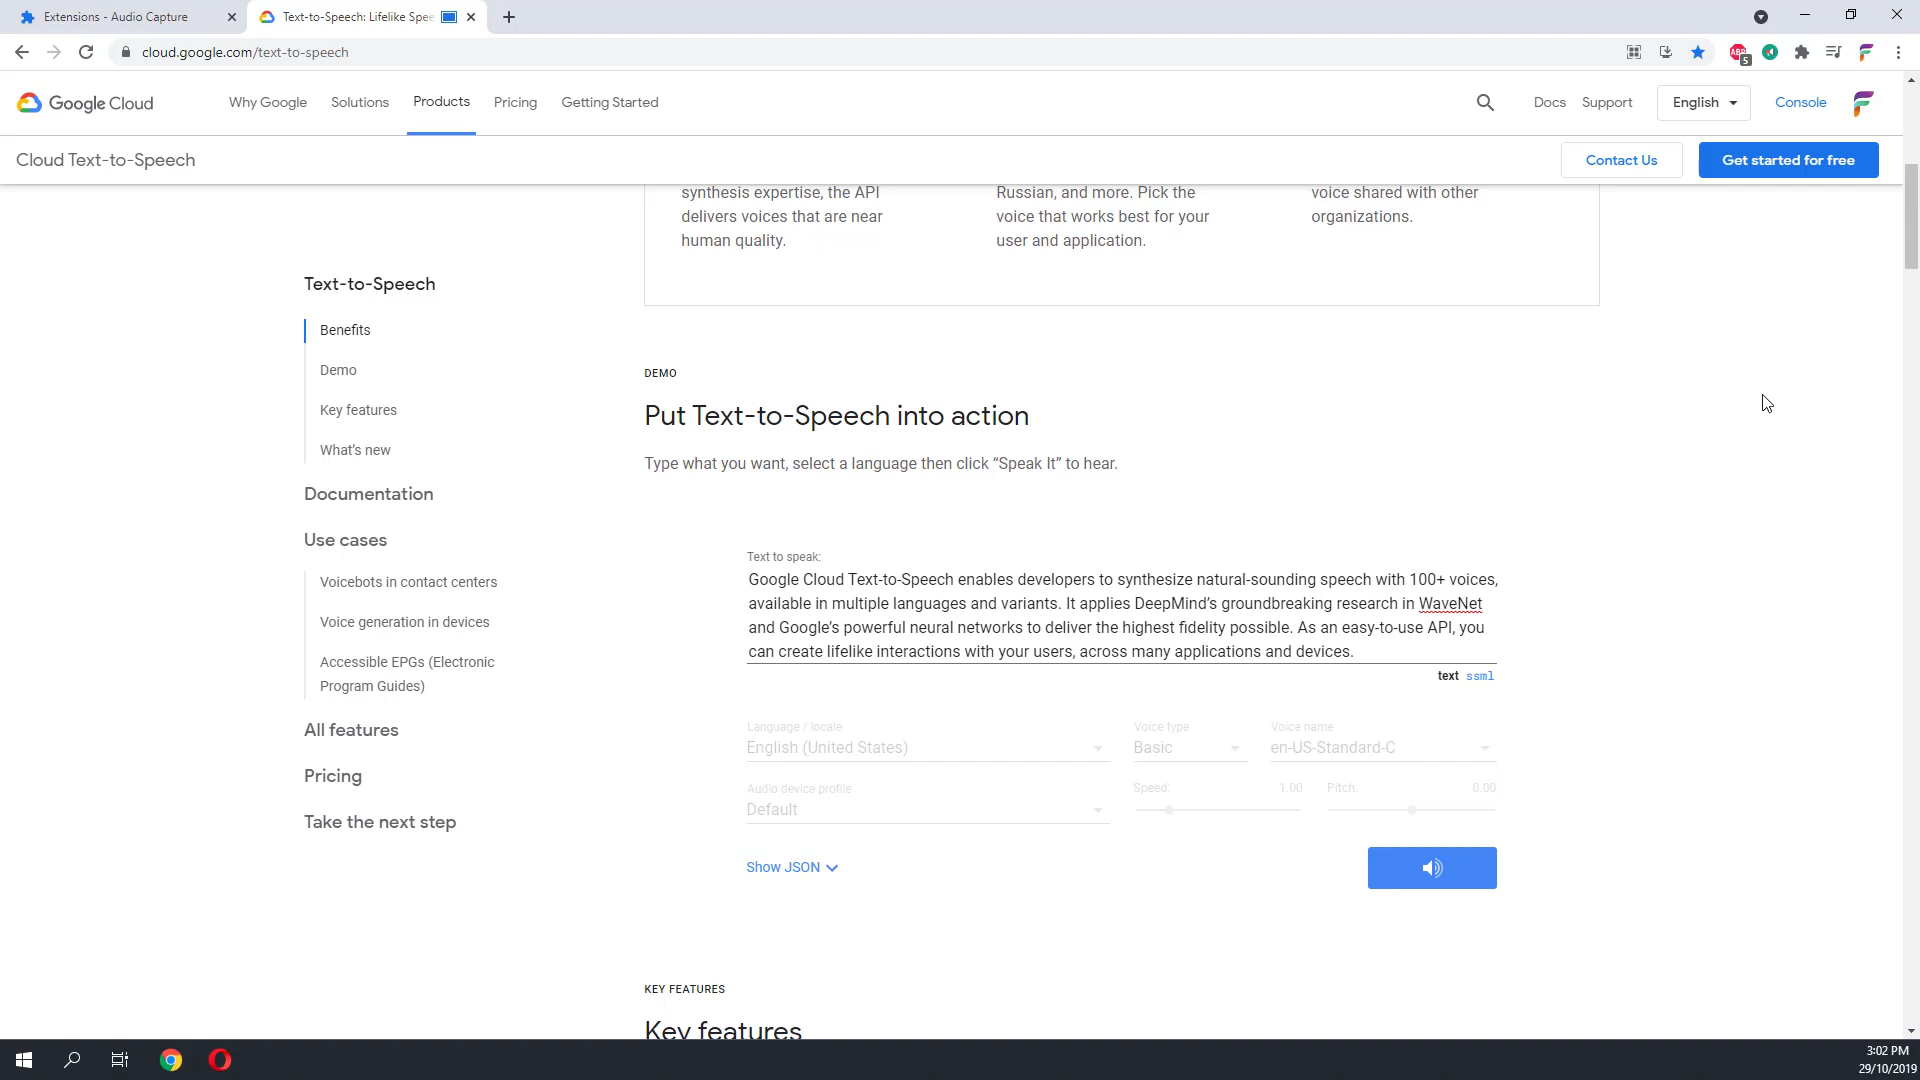 Extensions - Audio Capture
Text-to-Speech: Lifelike Spee
cloud.google.com/text-to-speech
5
Google Cloud
Why Google
Solutions
Products
Pricing
Getting Started
Docs
Support
English
Console
Cloud Text-to-Speech
Contact Us
Get started for free
synthesis expertise, the API
delivers voices that are near
human quality.
Russian, and more. Pick the
voice that works best for your
user and application.
voice shared with other
organizations.
Text-to-Speech
Benefits
Demo
Key features
What's new
Documentation
Use cases
Voicebots in contact centers
Voice generation in devices
Accessible EPGs (Electronic
Program Guides)
All features
Pricing
Take the next step
DEMO
Put Text-to-Speech into action
Type what you want, select a language then click “Speak It” to hear.
Text to speak:
Google Cloud Text-to-Speech enables developers to synthesize natural-sounding speech with 100+ voices,
available in multiple languages and variants. It applies DeepMind’s groundbreaking research in WaveNet
and Google’s powerful neural networks to deliver the highest fidelity possible. As an easy-to-use API, you
can create lifelike interactions with your users, across many applications and devices.
text ssml
Language / locale
English (United States)
Voice type
Basic
Voice name
en-US-Standard-C
Audio device profile
Default
Speed: 1.00
Pitch: 0.00
Show JSON
KEY FEATURES
Key features
3:02 PM
29/10/2019